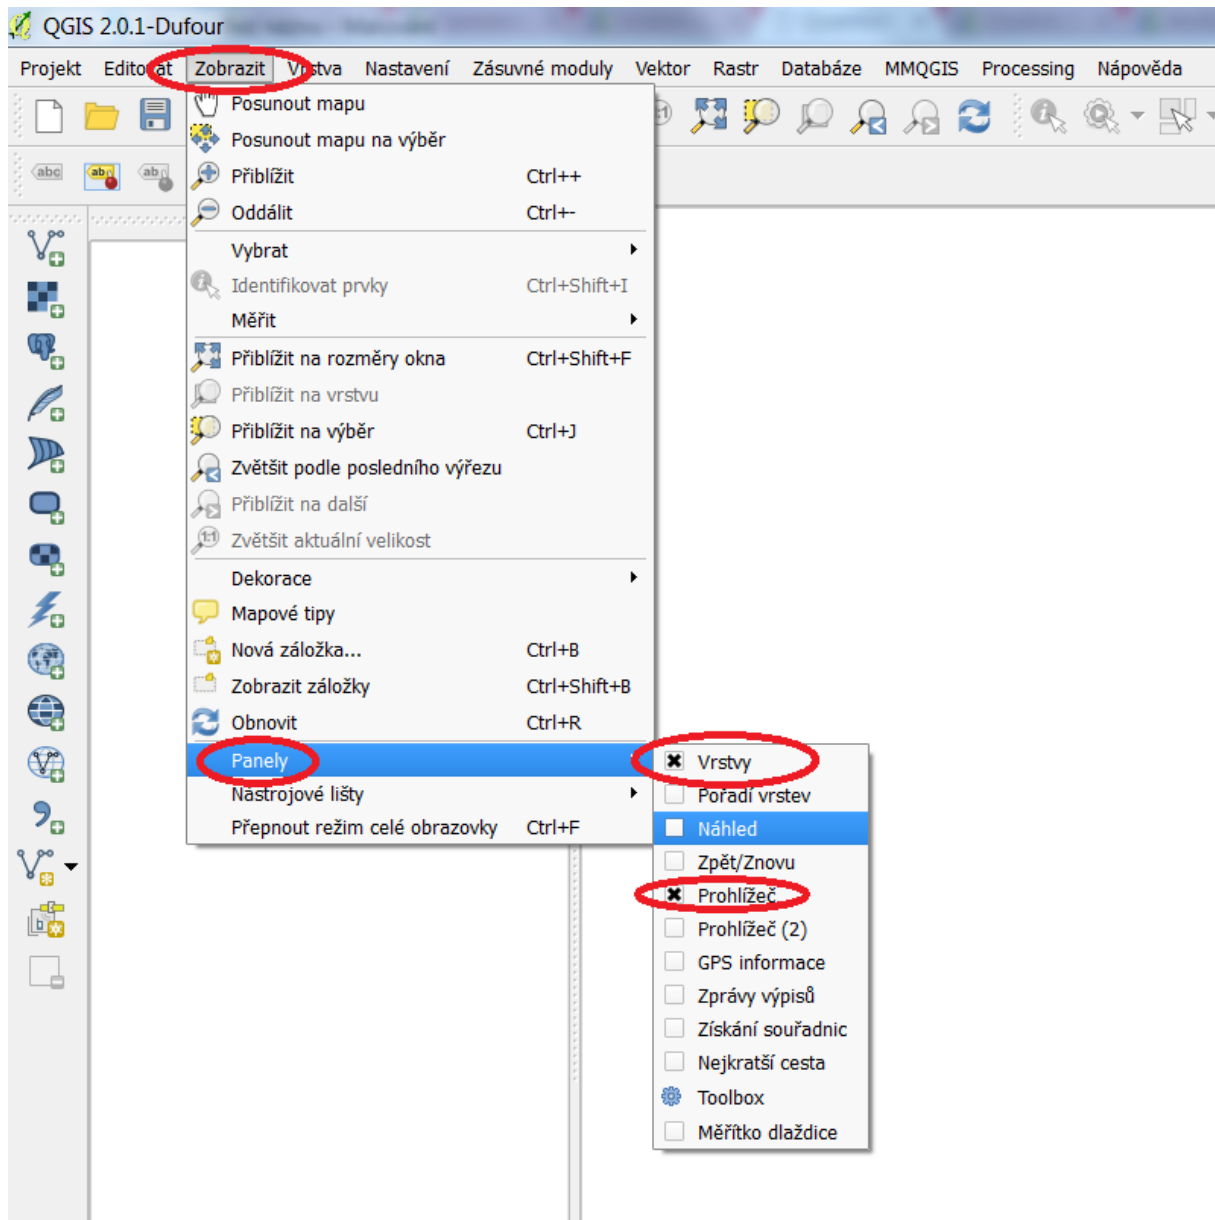 QGIS 2.0.1-Dufour
Projekt Editovat Zobrazit Vrstva Nastavení Zásuvné moduly Vektor Rastr Databáze MMQGIS Processing Nápověda
abc ab ab
Posunout mapu
Posunout mapu na výběr
Přiblížit Ctrl++
Oddálit Ctrl+-
Vybrat
Identifikovat prvky Ctrl+Shift+I
Měřit
Přiblížit na rozměry okna Ctrl+Shift+F
Přiblížit na vrstvu
Přiblížit na výběr Ctrl+J
Zvětšit podle posledního výřezu
Přiblížit na další
1:1 Zvětšit aktuální velikost
Dekorace
Mapové tipy
Nová záložka... Ctrl+B
Zobrazit záložky Ctrl+Shift+B
Obnovit Ctrl+R
Panely
Nástrojové lišty
Přepnout režim celé obrazovky Ctrl+F
Vrstvy
Pořadí vrstev
Náhled
Zpět/Znovu
Prohlížeč
Prohlížeč (2)
GPS informace
Zprávy výpisů
Získání souřadnic
Nejkratší cesta
Toolbox
Měřítko dlaždice